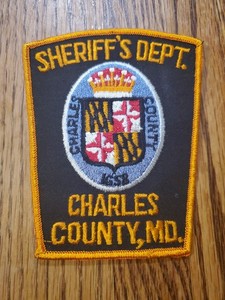 SHERIFF'S DEPT.
CHARLES COUNTY
1658
CHARLES
COUNTY, MD.